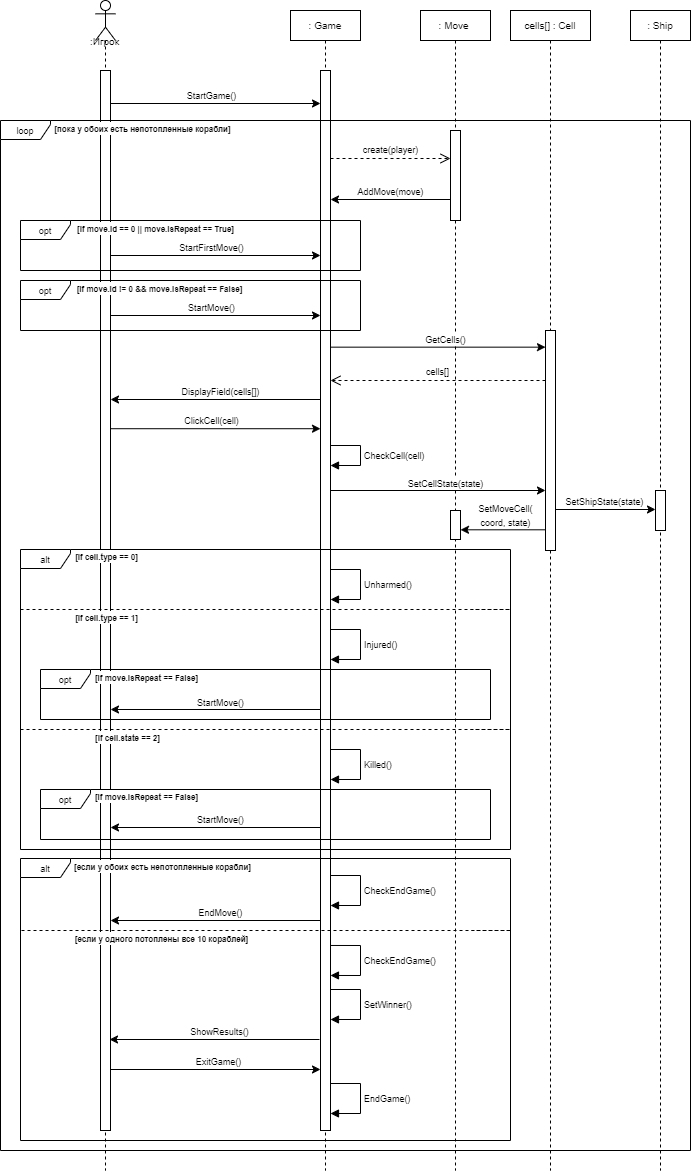 :Игрок
: Game
: Move
cells[] : Cell
: Ship
StartGame()
loop
[пока у обоих есть непотопленные корабли]
create(player)
AddMove(move)
opt
[if move.id == 0 || move.isRepeat == True]
StartFirstMove()
opt
[if move.id != 0 && move.isRepeat == False]
StartMove()
GetCells()
cells[]
DisplayField(cells[])
ClickCell(cell)
CheckCell(cell)
SetCellState(state)
SetShipState(state)
SetMoveCell(
coord, state)
alt
[if cell.type == 0]
Unharmed()
[if cell.type == 1]
Injured()
opt
[if move.isRepeat == False]
StartMove()
[if cell.state == 2]
Killed()
opt
[if move.isRepeat == False]
StartMove()
alt
[если у обоих есть непотопленные корабли]
CheckEndGame()
EndMove()
[если у одного потоплены все 10 кораблей]
CheckEndGame()
SetWinner()
ShowResults()
ExitGame()
EndGame()